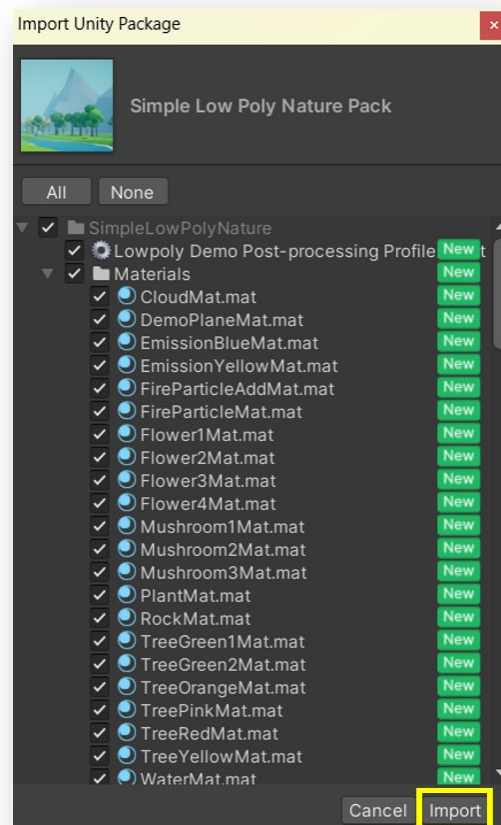 Import Unity Package
Simple Low Poly Nature Pack
All None
SimpleLowPolyNature
Lowpoly Demo Post-processing Profile New t
Materials New
CloudMat.mat New
DemoPlaneMat.mat New
EmissionBlueMat.mat New
EmissionYellowMat.mat New
FireParticleAddMat.mat New
FireParticleMat.mat New
Flower1Mat.mat New
Flower2Mat.mat New
Flower3Mat.mat New
Flower4Mat.mat New
Mushroom1Mat.mat New
Mushroom2Mat.mat New
Mushroom3Mat.mat New
PlantMat.mat New
RockMat.mat New
TreeGreen1Mat.mat New
TreeGreen2Mat.mat New
TreeOrangeMat.mat New
TreePinkMat.mat New
TreeRedMat.mat New
TreeYellowMat.mat New
WaterMat.mat New
Cancel Import